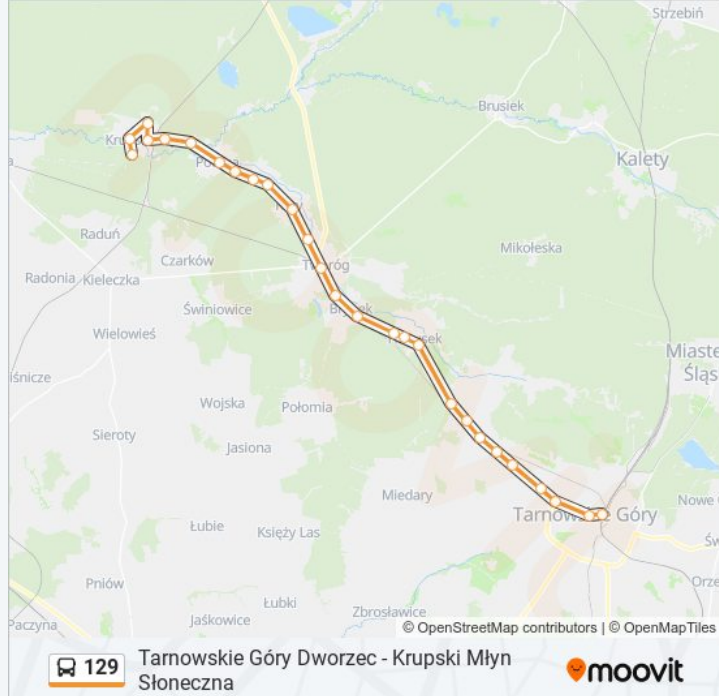 Strzebiń
Brusiek
Kalety
Raduń
Czarków
Mikołeska
Radonia
Kieleczka
Świniowice
Wielowieś
Miaste
Śląs
iśnicze
Wojska
Połomia
Sieroty
Jasiona
Miedary
Nowe
Tarnowskie Góry
Łubie
Księży Las
Św
Pniów
Orze
Łubki
Zbrosławice
Paczyna
Jaśkowice
© OpenStreetMap contributors | © OpenMapTiles
129
Tarnowskie Góry Dworzec - Krupski Młyn
Słoneczna
moovit